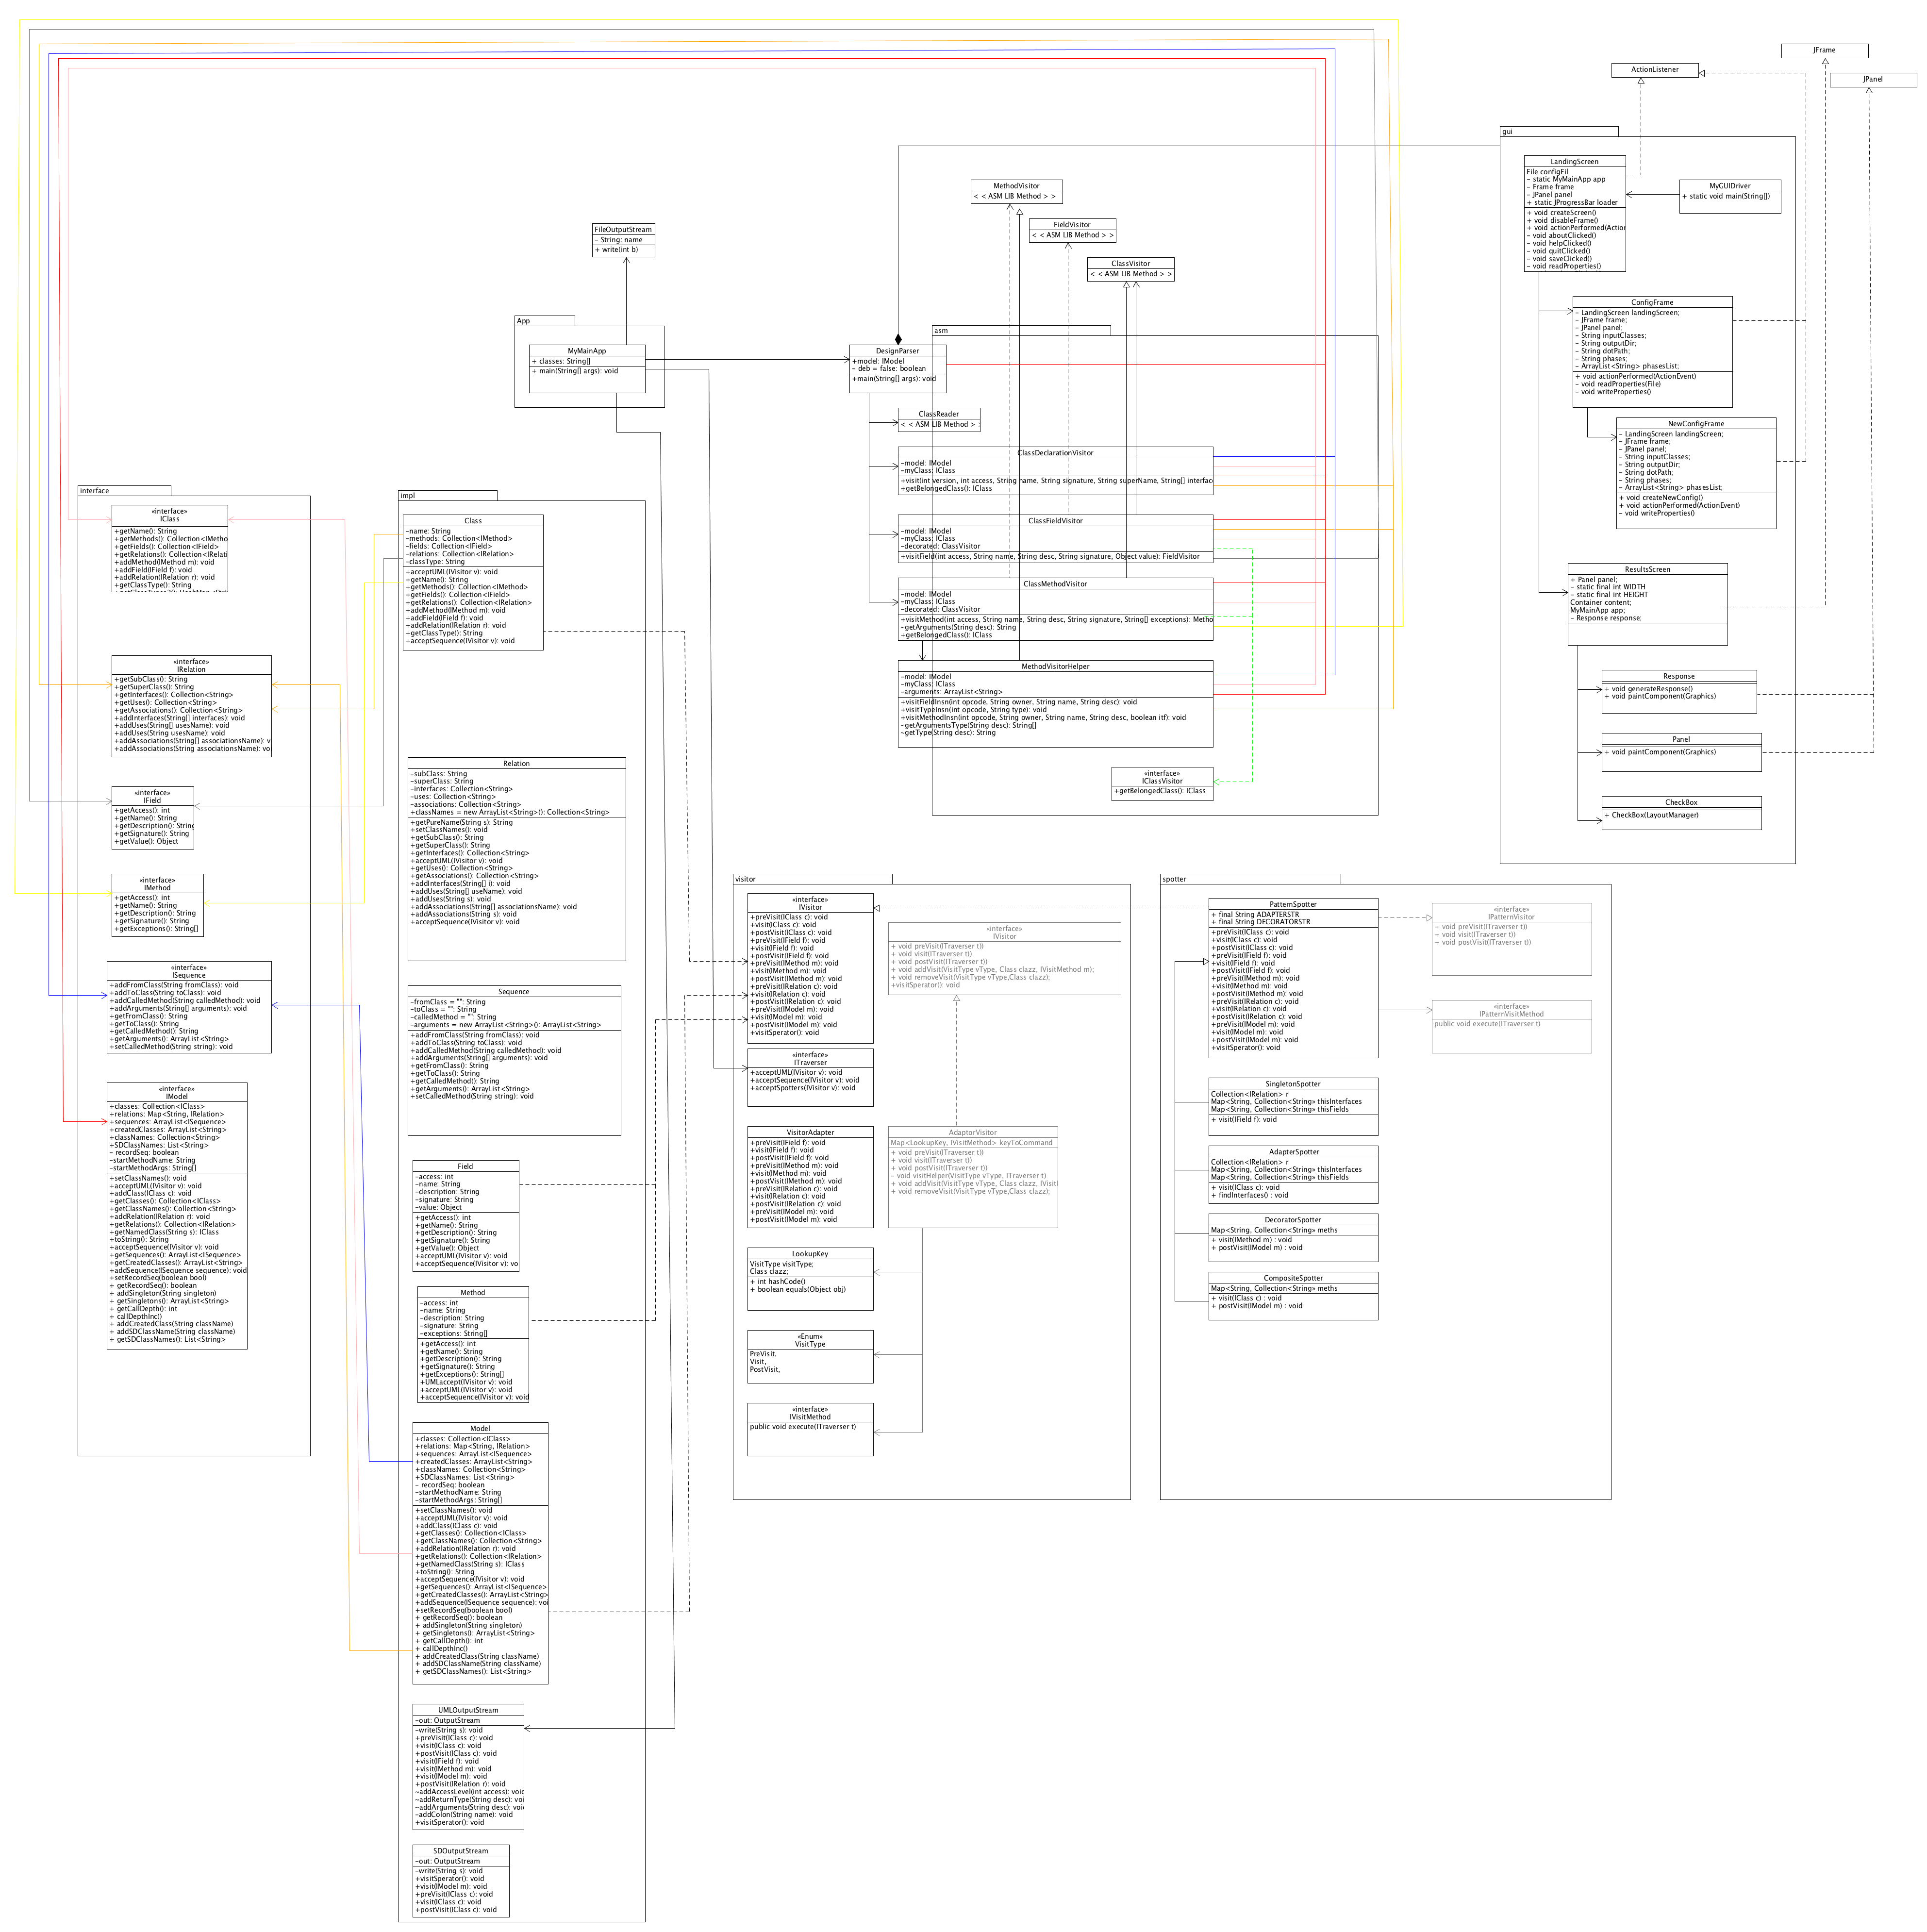 JFrame
ActionListener
JPanel
gui
LandingScreen
File configFil
- static MyMainApp app
- Frame frame
- JPanel panel
+ static JProgressBar loader
+ void createScreen()
+ void disableFrame()
+ void actionPerformed(Action
- void aboutClicked()
- void helpClicked()
- void quitClicked()
- void saveClicked()
- void readProperties()
MyGUIDriver
+ static void main(String[])
ConfigFrame
- LandingScreen landingScreen;
- JFrame frame;
- JPanel panel;
- String inputClasses;
- String outputDir;
- String dotPath;
- String phases;
- ArrayList<String> phasesList;
+ void actionPerformed(ActionEvent)
- void readProperties(File)
- void writeProperties()
NewConfigFrame
- LandingScreen landingScreen;
- JFrame frame;
- JPanel panel;
- String inputClasses;
- String outputDir;
- String dotPath;
- String phases;
- ArrayList<String> phasesList;
+ void createNewConfig()
+ void actionPerformed(ActionEvent)
- void writeProperties()
ResultsScreen
+ Panel panel;
- static final int WIDTH
- static final int HEIGHT
Container content;
MyMainApp app;
- Response response;
Response
+ void generateResponse()
+ void paintComponent(Graphics)
Panel
+ void paintComponent(Graphics)
CheckBox
+ CheckBox(LayoutManager)
MethodVisitor
< < ASM LIB Method > >
FieldVisitor
< < ASM LIB Method > >
ClassVisitor
< < ASM LIB Method > >
FileOutputStream
- String: name
+ write(int b)
App
MyMainApp
+ classes: String[]
+ main(String[] args): void
asm
DesignParser
+model: IModel
- deb = false: boolean
+main(String[] args): void
ClassReader
< < ASM LIB Method > :
ClassDeclarationVisitor
-model: IModel
-myClass: IClass
+visit(int version, int access, String name, String signature, String superName, String[] interfac
+getBelongedClass(): IClass
ClassFieldVisitor
-model: IModel
-myClass: IClass
-decorated: ClassVisitor
+visitField(int access, String name, String desc, String signature, Object value): FieldVisitor
ClassMethodVisitor
-model: IModel
-myClass: IClass
-decorated: ClassVisitor
+visitMethod(int access, String name, String desc, String signature, String[] exceptions): Metho
~getArguments(String desc): String
+getBelongedClass(): IClass
MethodVisitorHelper
-model: IModel
-myClass: IClass
-arguments: ArrayList<String>
+visitFieldInsn(int opcode, String owner, String name, String desc): void
+visitTypeInsn(int opcode, String type): void
+visitMethodInsn(int opcode, String owner, String name, String desc, boolean itf): void
~getArgumentsType(String desc): String[]
~getType(String desc): String
«interface»
IClassVisitor
+getBelongedClass(): IClass
interface
«interface»
IClass
+getName(): String
+getMethods(): Collection<IMetho
+getFields(): Collection<IField>
+getRelations(): Collection<IRelati
+addMethod(IMethod m): void
+addField(IField f): void
+addRelation(IRelation r): void
+getClassType(): String
«interface»
IRelation
+getSubClass(): String
+getSuperClass(): String
+getInterfaces(): Collection<String>
+getUses(): Collection<String>
+getAssociations(): Collection<String>
+addInterfaces(String[] interfaces): void
+addUses(String[] usesName): void
+addUses(String usesName): void
+addAssociations(String[] associationsName): v
+addAssociations(String associationsName): voi
«interface»
IField
+getAccess(): int
+getName(): String
+getDescription(): String
+getSignature(): String
+getValue(): Object
«interface»
IMethod
+getAccess(): int
+getName(): String
+getDescription(): String
+getSignature(): String
+getExceptions(): String[]
«interface»
ISequence
+addFromClass(String fromClass): void
+addToClass(String toClass): void
+addCalledMethod(String calledMethod): void
+addArguments(String[] arguments): void
+getFromClass(): String
+getToClass(): String
+getCalledMethod(): String
+getArguments(): ArrayList<String>
+setCalledMethod(String string): void
«interface»
IModel
+classes: Collection<IClass>
+relations: Map<String, IRelation>
+sequences: ArrayList<ISequence>
+createdClasses: ArrayList<String>
+classNames: Collection<String>
+SDClassNames: List<String>
- recordSeq: boolean
-startMethodName: String
-startMethodArgs: String[]
+setClassNames(): void
+acceptUML(IVisitor v): void
+addClass(IClass c): void
+getClasses(): Collection<IClass>
+getClassNames(): Collection<String>
+addRelation(IRelation r): void
+getRelations(): Collection<IRelation>
+getNamedClass(String s): IClass
+toString(): String
+acceptSequence(IVisitor v): void
+getSequences(): ArrayList<ISequence>
+getCreatedClasses(): ArrayList<String>
+addSequence(ISequence sequence): void
+setRecordSeq(boolean bool)
+ getRecordSeq(): boolean
+ addSingleton(String singleton)
+ getSingletons(): ArrayList<String>
+ getCallDepth(): int
+ callDepthInc()
+ addCreatedClass(String className)
+ addSDClassName(String className)
+ getSDClassNames(): List<String>
impl
Class
-name: String
-methods: Collection<IMethod>
-fields: Collection<IField>
-relations: Collection<IRelation>
-classType: String
+acceptUML(IVisitor v): void
+getName(): String
+getMethods(): Collection<IMethod>
+getFields(): Collection<IField>
+getRelations(): Collection<IRelation>
+addMethod(IMethod m): void
+addField(IField f): void
+addRelation(IRelation r): void
+getClassType(): String
+acceptSequence(IVisitor v): void
Relation
-subClass: String
-superClass: String
-interfaces: Collection<String>
-uses: Collection<String>
-associations: Collection<String>
+classNames = new ArrayList<String>(): Collection<String>
+getPureName(String s): String
+setClassNames(): void
+getSubClass(): String
+getSuperClass(): String
+getInterfaces(): Collection<String>
+acceptUML(IVisitor v): void
+getUses(): Collection<String>
+getAssociations(): Collection<String>
+addInterfaces(String[] i): void
+addUses(String[] useName): void
+addUses(String s): void
+addAssociations(String[] associationsName): void
+addAssociations(String s): void
+acceptSequence(IVisitor v): void
Sequence
-fromClass = "": String
-toClass = "": String
-calledMethod = "": String
-arguments = new ArrayList<String>(): ArrayList<String>
+addFromClass(String fromClass): void
+addToClass(String toClass): void
+addCalledMethod(String calledMethod): void
+addArguments(String[] arguments): void
+getFromClass(): String
+getToClass(): String
+getCalledMethod(): String
+getArguments(): ArrayList<String>
+setCalledMethod(String string): void
Field
-access: int
-name: String
-description: String
-signature: String
-value: Object
+getAccess(): int
+getName(): String
+getDescription(): String
+getSignature(): String
+getValue(): Object
+acceptUML(IVisitor v): void
+acceptSequence(IVisitor v): vo
Method
-access: int
-name: String
-description: String
-signature: String
-exceptions: String[]
+getAccess(): int
+getName(): String
+getDescription(): String
+getSignature(): String
+getExceptions(): String[]
+UMLaccept(IVisitor v): void
+acceptUML(IVisitor v): void
+acceptSequence(IVisitor v): void
Model
+classes: Collection<IClass>
+relations: Map<String, IRelation>
+sequences: ArrayList<ISequence>
+createdClasses: ArrayList<String>
+classNames: Collection<String>
+SDClassNames: List<String>
- recordSeq: boolean
-startMethodName: String
-startMethodArgs: String[]
+setClassNames(): void
+acceptUML(IVisitor v): void
+addClass(IClass c): void
+getClasses(): Collection<IClass>
+getClassNames(): Collection<String>
+addRelation(IRelation r): void
+getRelations(): Collection<IRelation>
+getNamedClass(String s): IClass
+toString(): String
+acceptSequence(IVisitor v): void
+getSequences(): ArrayList<ISequence>
+getCreatedClasses(): ArrayList<String>
+addSequence(ISequence sequence): voi
+setRecordSeq(boolean bool)
+ getRecordSeq(): boolean
+ addSingleton(String singleton)
+ getSingletons(): ArrayList<String>
+ getCallDepth(): int
+ callDepthInc()
+ addCreatedClass(String className)
+ addSDClassName(String className)
+ getSDClassNames(): List<String>
UMLOutputStream
-out: OutputStream
-write(String s): void
+preVisit(IClass c): void
+visit(IClass c): void
+postVisit(IClass c): void
+visit(IField f): void
+visit(IMethod m): void
+visit(IModel m): void
+postVisit(IRelation r): void
~addAccessLevel(int access): void
~addReturnType(String desc): voi
~addArguments(String desc): void
-addColon(String name): void
+visitSperator(): void
SDOutputStream
-out: OutputStream
-write(String s): void
+visitSperator(): void
+visit(IModel m): void
+preVisit(IClass c): void
+visit(IClass c): void
+postVisit(IClass c): void
visitor
«interface»
IVisitor
+preVisit(IClass c): void
+visit(IClass c): void
+postVisit(IClass c): void
+preVisit(IField f): void
+visit(IField f): void
+postVisit(IField f): void
+preVisit(IMethod m): void
+visit(IMethod m): void
+postVisit(IMethod m): void
+preVisit(IRelation c): void
+visit(IRelation c): void
+postVisit(IRelation c): void
+preVisit(IModel m): void
+visit(IModel m): void
+postVisit(IModel m): void
+visitSperator(): void
«interface»
IVisitor
+ void preVisit(ITraverser t))
+ void visit(ITraverser t))
+ void postVisit(ITraverser t))
+ void addVisit(VisitType vType, Class clazz, IVisitMethod m);
+ void removeVisit(VisitType vType,Class clazz);
+visitSperator(): void
«interface»
ITraverser
+acceptUML(IVisitor v): void
+acceptSequence(IVisitor v): void
+acceptSpotters(IVisitor v): void
VisitorAdapter
+preVisit(IField f): void
+visit(IField f): void
+postVisit(IField f): void
+preVisit(IMethod m): void
+visit(IMethod m): void
+postVisit(IMethod m): void
+preVisit(IRelation c): void
+visit(IRelation c): void
+postVisit(IRelation c): void
+preVisit(IModel m): void
+postVisit(IModel m): void
AdaptorVisitor
Map<LookupKey, IVisitMethod> keyToCommand
+ void preVisit(ITraverser t))
+ void visit(ITraverser t))
+ void postVisit(ITraverser t))
- void visitHelper(VisitType vType, ITraverser t)
+ void addVisit(VisitType vType, Class clazz, IVisit
+ void removeVisit(VisitType vType,Class clazz);
LookupKey
VisitType visitType;
Class clazz;
+ int hashCode()
+ boolean equals(Object obj)
«Enum»
VisitType
PreVisit,
Visit,
PostVisit,
«interface»
IVisitMethod
public void execute(ITraverser t)
spotter
PatternSpotter
+ final String ADAPTERSTR
+ final String DECORATORSTR
+preVisit(IClass c): void
+visit(IClass c): void
+postVisit(IClass c): void
+preVisit(IField f): void
+visit(IField f): void
+postVisit(IField f): void
+preVisit(IMethod m): void
+visit(IMethod m): void
+postVisit(IMethod m): void
+preVisit(IRelation c): void
+visit(IRelation c): void
+postVisit(IRelation c): void
+preVisit(IModel m): void
+visit(IModel m): void
+postVisit(IModel m): void
+visitSperator(): void
«interface»
IPatternVisitor
+ void preVisit(ITraverser t))
+ void visit(ITraverser t))
+ void postVisit(ITraverser t))
«interface»
IPatternVisitMethod
public void execute(ITraverser t)
SingletonSpotter
Collection<IRelation> r
Map<String, Collection<String» thisInterfaces
Map<String, Collection<String» thisFields
+ visit(IField f): void
AdapterSpotter
Collection<IRelation> r
Map<String, Collection<String» thisInterfaces
Map<String, Collection<String» thisFields
+ visit(IClass c): void
+ findInterfaces() : void
DecoratorSpotter
Map<String, Collection<String» meths
+ visit(IMethod m) : void
+ postVisit(IModel m) : void
CompositeSpotter
Map<String, Collection<String» meths
+ visit(IClass c) : void
+ postVisit(IModel m) : void